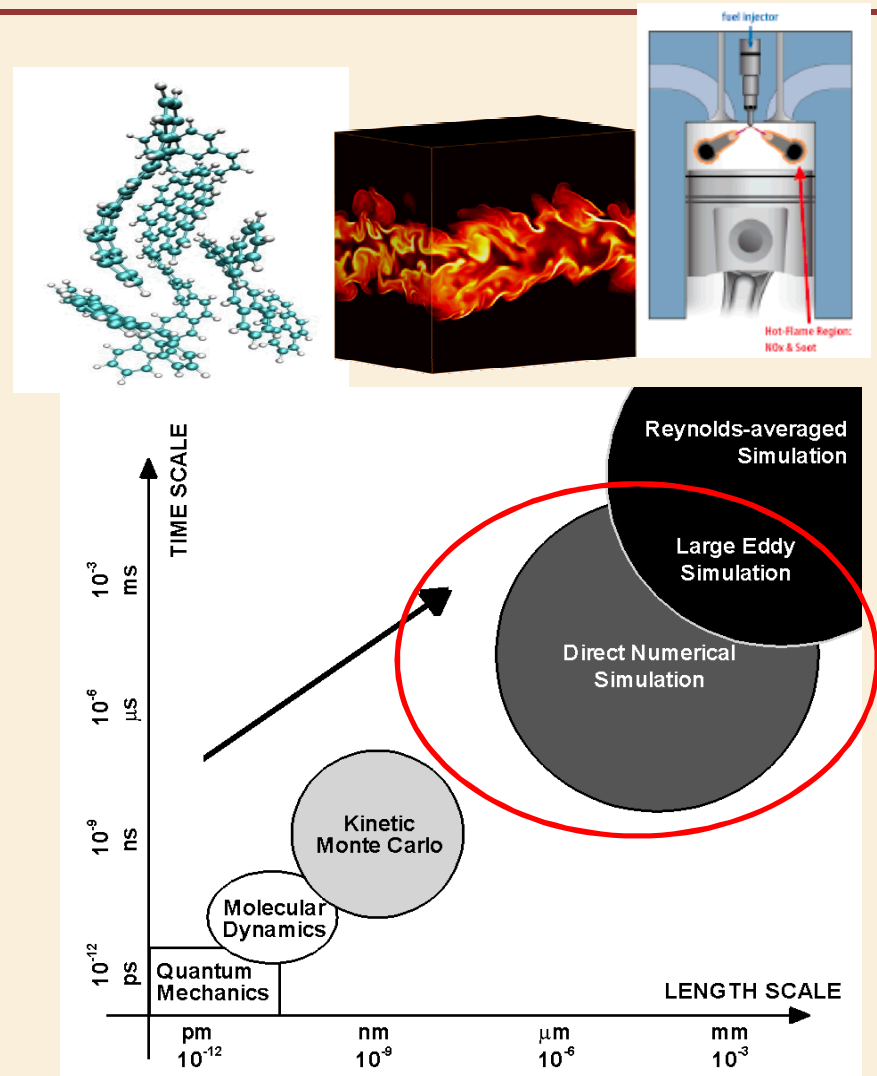 fuel injector
Hot-Flame Region:
NOx & Soot
TIME SCALE
Reynolds-averaged
Simulation
Large Eddy
Simulation
10-3
ms
Direct Numerical
Simulation
10-6
μs
Kinetic
Monte Carlo
10-9
ns
Molecular
Dynamics
10-12
ps
Quantum
Mechanics
LENGTH SCALE
pm
10-12
nm
10-9
μm
10-6
mm
10-3